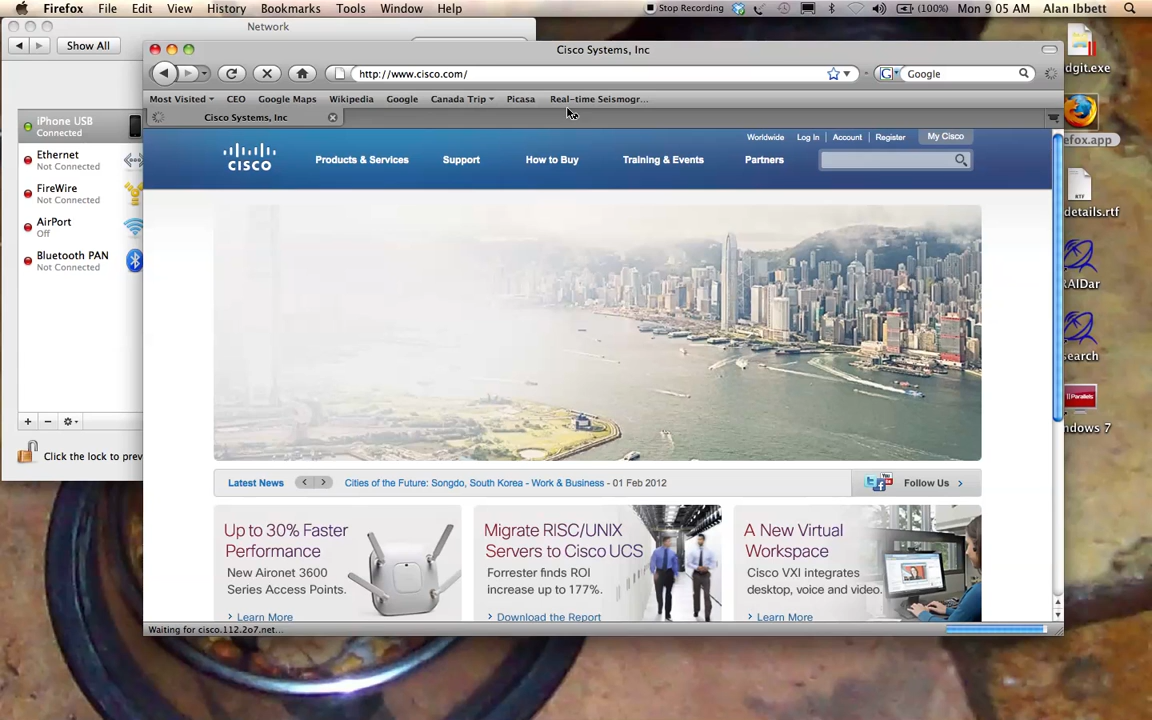 Firefox File Edit View History Bookmarks Tools Window Help Stop Recording (100%) Mon 9 05 AM Alan Ibbett
Network
Show All
Cisco Systems, Inc
http://www.cisco.com/
Google
Most Visited CEO Google Maps Wikipedia Google Canada Trip Picasa Real-time Seismogr...
Cisco Systems, Inc
iPhone USB
Connected
Ethernet
Not Connected
FireWire
Not Connected
AirPort
Off
Bluetooth PAN
Not Connected
Click the lock to prev
Worldwide Log In Account Register My Cisco
CISCO
Products & Services Support How to Buy Training & Events Partners
Latest News Cities of the Future: Songdo, South Korea - Work & Business - 01 Feb 2012 Follow Us
Up to 30% Faster
Performance
New Aironet 3600
Series Access Points.
Learn More
Migrate RISC/UNIX
Servers to Cisco UCS
Forrester finds ROI
increase up to 177%.
Download the Report
A New Virtual
Workspace
Cisco VXI integrates
desktop, voice and video.
Learn More
Waiting for cisco.112.2o7.net...
dgit.exe
efox.app
RTF
details.rtf
RAIDar
search
Parallels
ndows 7